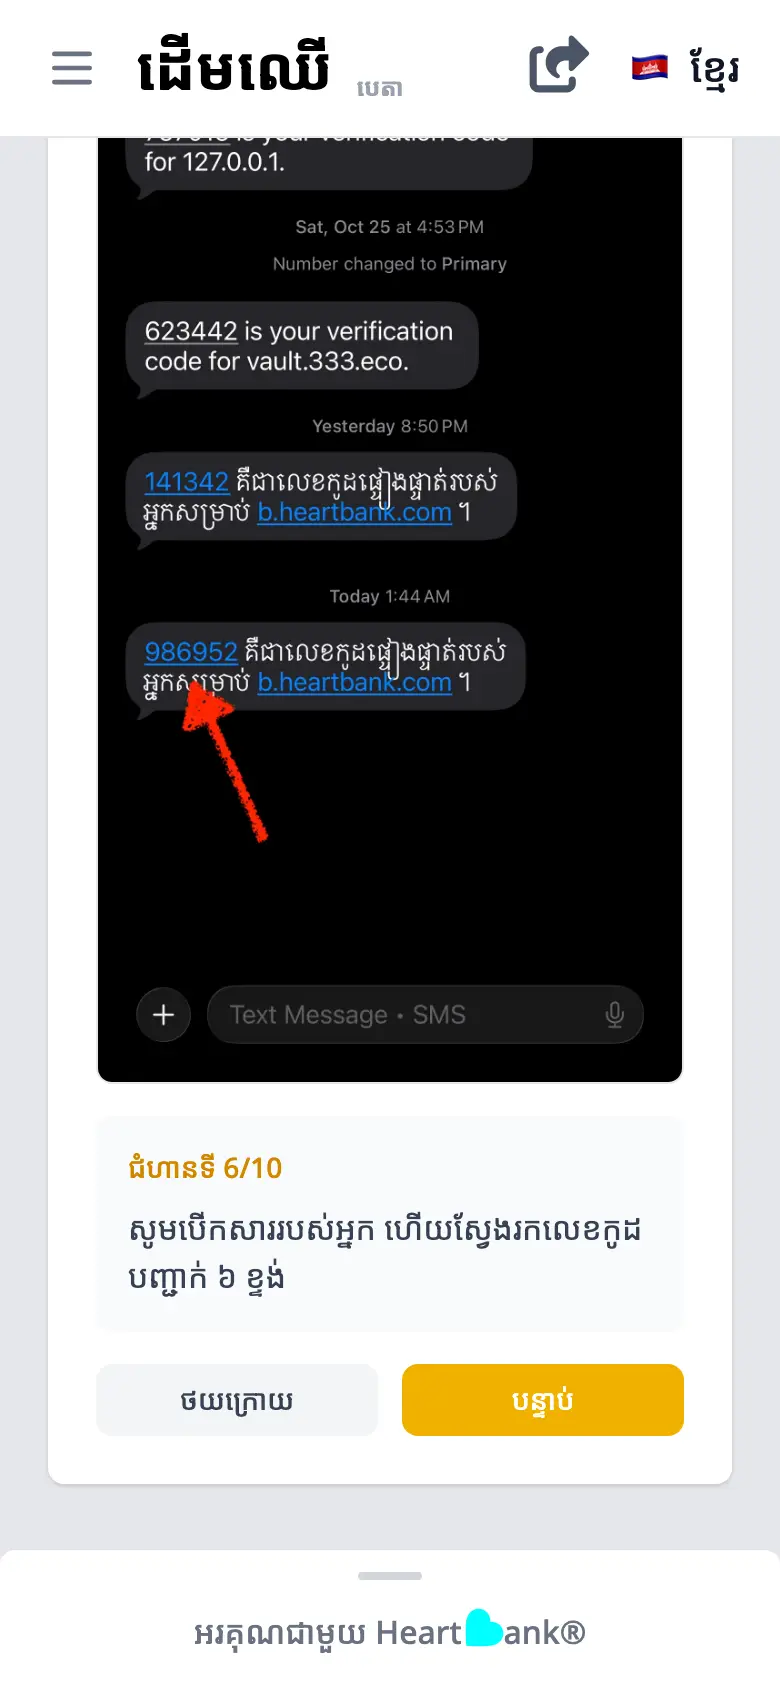 ដើមឈើ
បេតា
ខ្មែរ
for 127.0.0.1.
Sat, Oct 25 at 4:53 PM
Number changed to Primary
623442 is your verification
code for vault.333.eco.
Yesterday 8:50 PM
141342 គឺជាលេខកូដផ្ទៀងផ្ទាត់របស់
អ្នកសម្រាប់ b.heartbank.com ។
Today 1:44 AM
986952 គឺជាលេខកូដផ្ទៀងផ្ទាត់របស់
អ្នកសម្រាប់ b.heartbank.com ។
Text Message • SMS
ជំហានទី 6/10
សូមបើកសាររបស់អ្នក ហើយស្វែងរកលេខកូដ
បញ្ជាក់ ៦ ខ្ទង់
ថយក្រោយ
បន្ទាប់
អរគុណជាមួយ Heartbank®